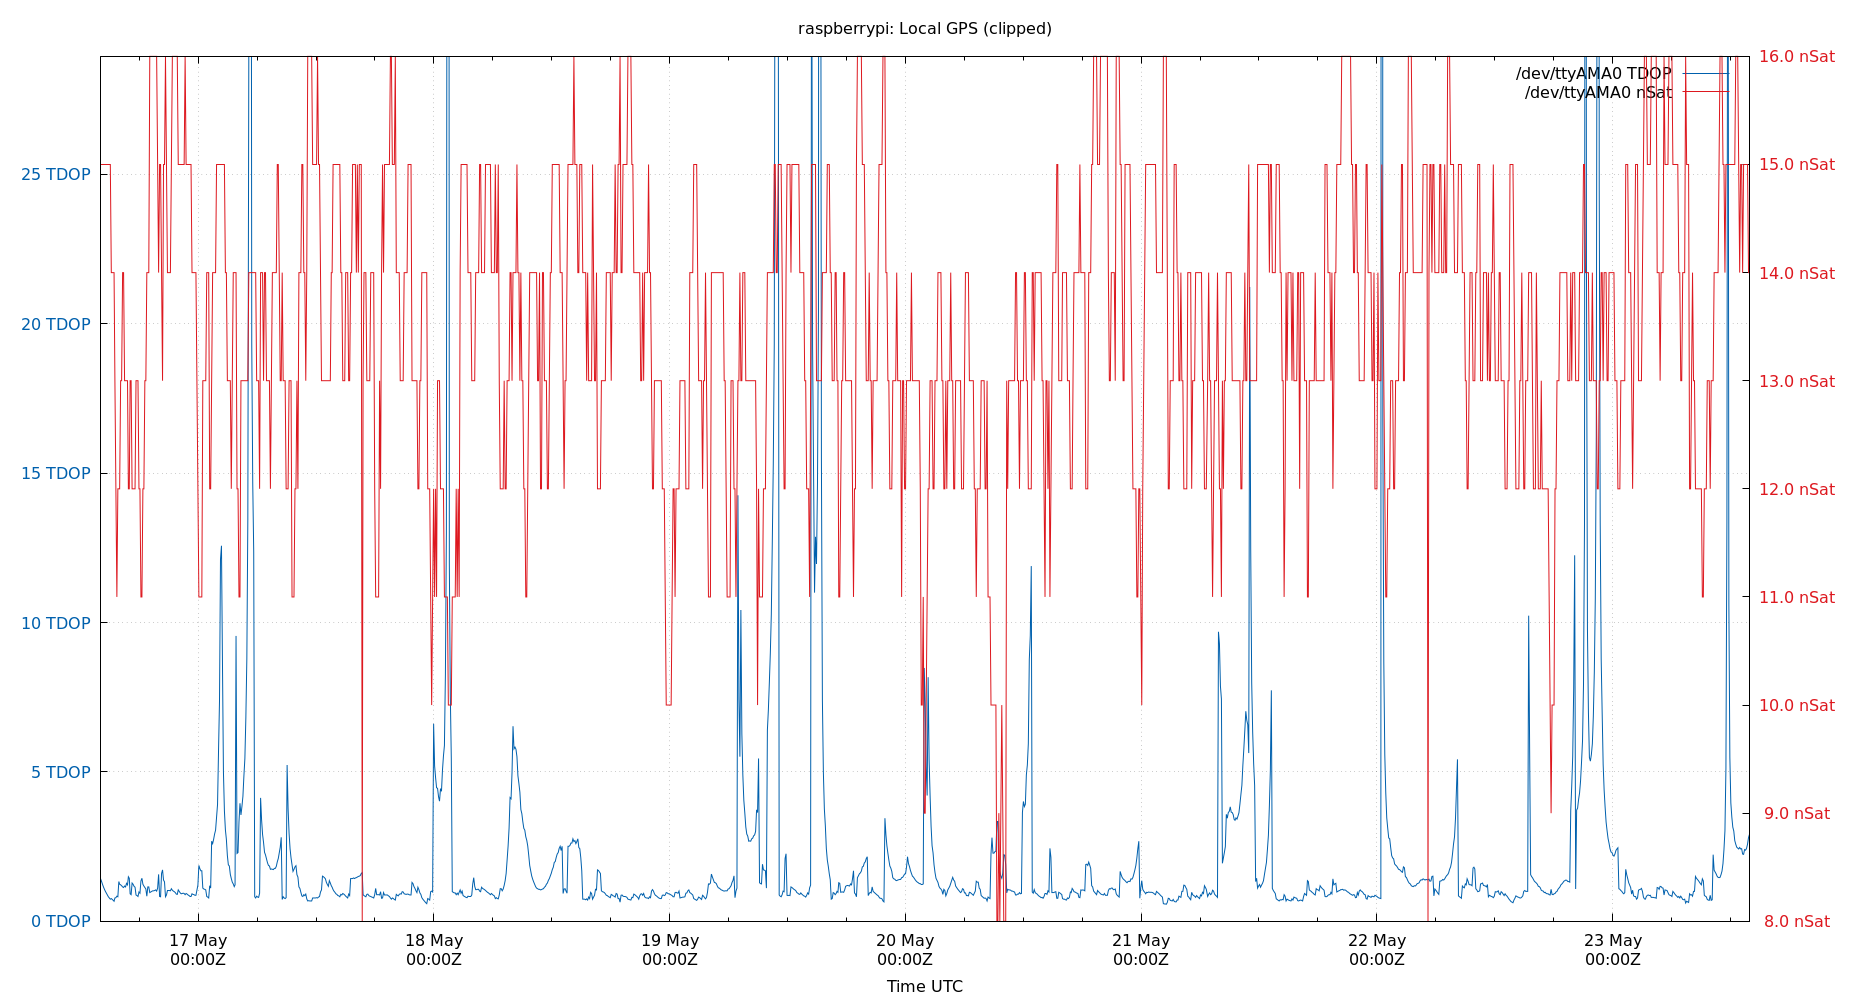 raspberrypi: Local GPS (clipped)
/dev/ttyAMA0 TDOP
/dev/ttyAMA0 nSat
25 TDOP
20 TDOP
15 TDOP
10 TDOP
5 TDOP
0 TDOP
16.0 nSat
15.0 nSat
14.0 nSat
13.0 nSat
12.0 nSat
11.0 nSat
10.0 nSat
9.0 nSat
8.0 nSat
17 May
00:00Z
18 May
00:00Z
19 May
00:00Z
20 May
00:00Z
21 May
00:00Z
22 May
00:00Z
23 May
00:00Z
Time UTC